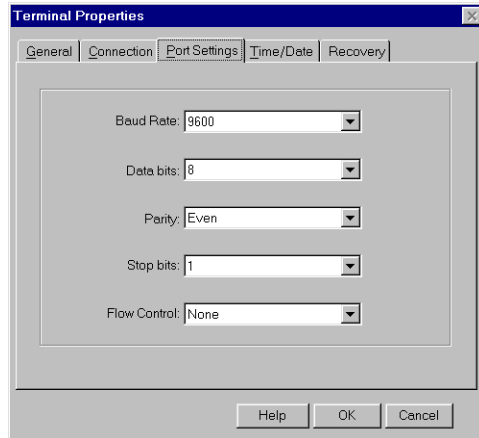 Terminal Properties
General Connection Port Settings Time/Date Recovery
Baud Rate: 9600
Data bits: 8
Parity: Even
Stop bits: 1
Flow Control: None
Help OK Cancel